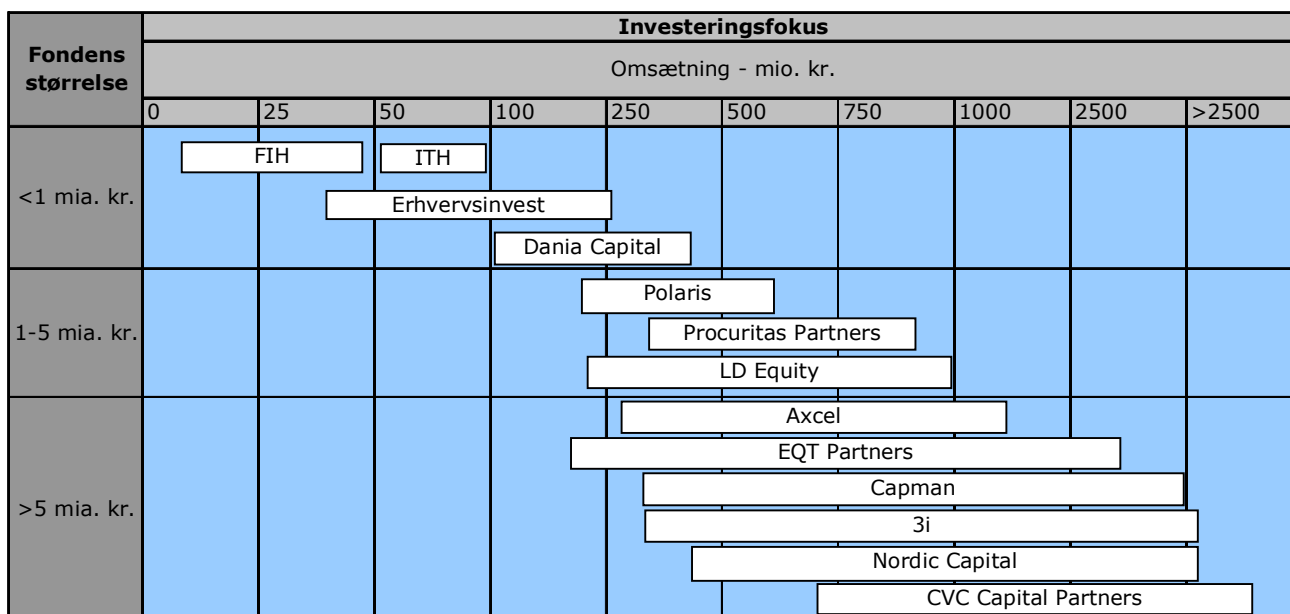 Fondens
størrelse
Investeringsfokus
Omsætning - mio. kr.
0 25 50 100 250 500 750 1000 2500 >2500
<1 mia. kr.
FIH ITH
Erhvervsinvest
Dania Capital
1-5 mia. kr.
Polaris
Procuritas Partners
LD Equity
>5 mia. kr.
Axcel
EQT Partners
Capman
3i
Nordic Capital
CVC Capital Partners